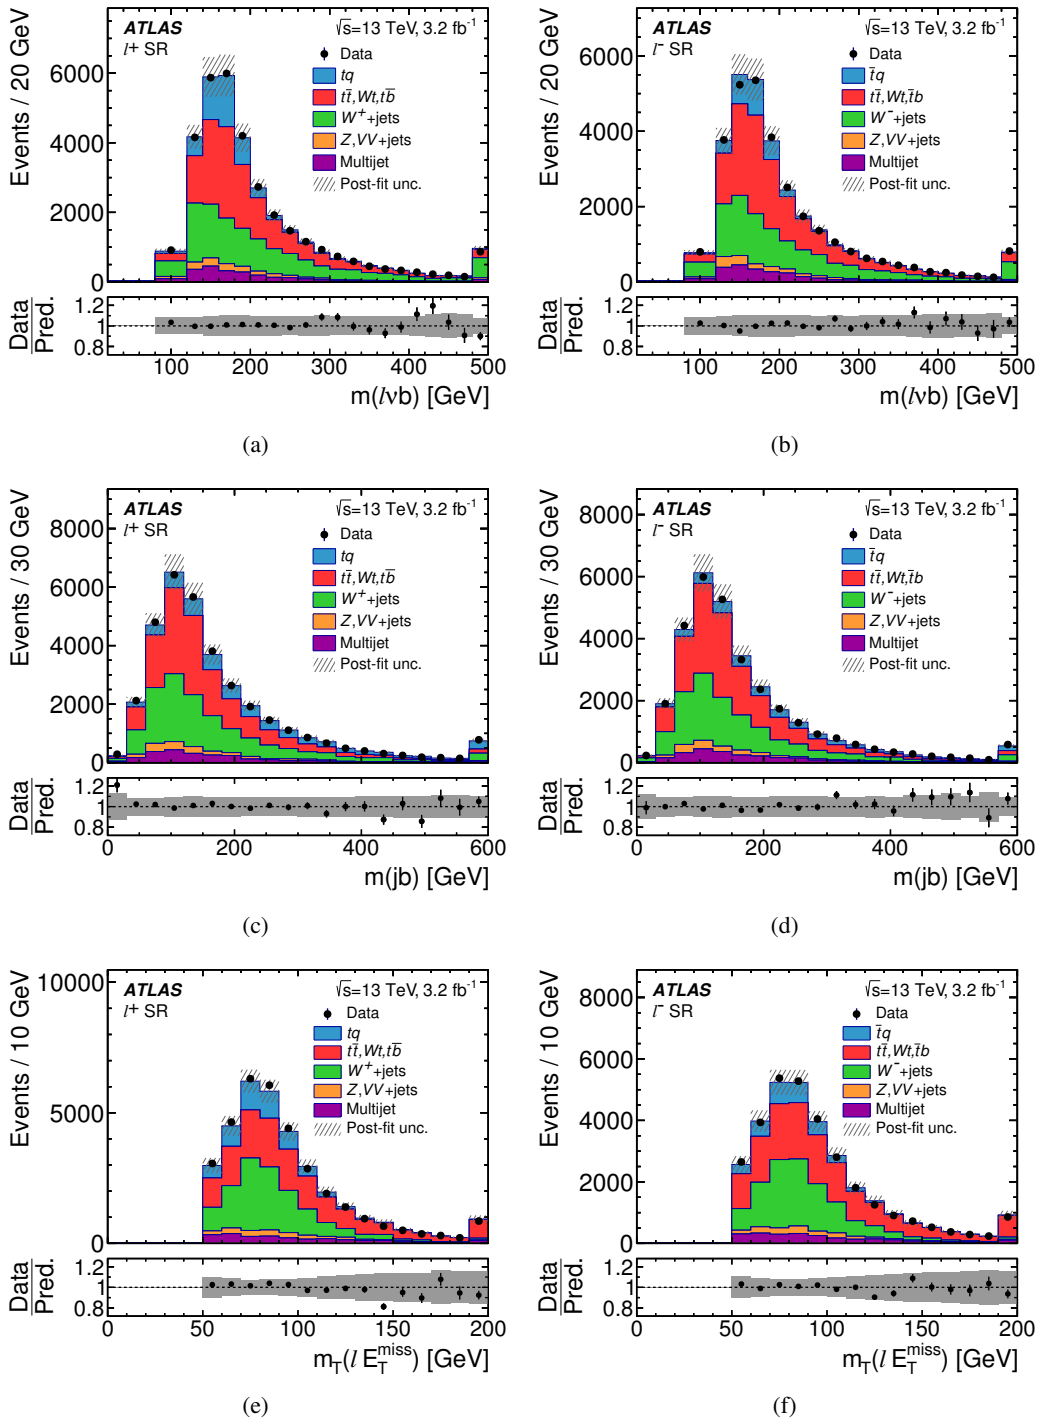 ATLAS √s=13 TeV, 3.2 fb⁻¹
l⁺ SR
Data
tq
tt̄,Wt,tb̄
W⁺+jets
Z,VV+jets
Multijet
Post-fit unc.
Events / 20 GeV
6000
4000
2000
0
Data
Pred.
1.2
1
0.8
100 200 300 400 500
m(lνb) [GeV]
(a)
ATLAS √s=13 TeV, 3.2 fb⁻¹
l⁻ SR
Data
t̄q
tt̄,Wt,t̄b
W⁻+jets
Z,VV+jets
Multijet
Post-fit unc.
Events / 20 GeV
6000
4000
2000
0
Data
Pred.
1.2
1
0.8
100 200 300 400 500
m(lνb) [GeV]
(b)
ATLAS √s=13 TeV, 3.2 fb⁻¹
l⁺ SR
Data
tq
tt̄,Wt,tb̄
W⁺+jets
Z,VV+jets
Multijet
Post-fit unc.
Events / 30 GeV
8000
6000
4000
2000
0
Data
Pred.
1.2
1
0.8
0 200 400 600
m(jb) [GeV]
(c)
ATLAS √s=13 TeV, 3.2 fb⁻¹
l⁻ SR
Data
t̄q
tt̄,Wt,t̄b
W⁻+jets
Z,VV+jets
Multijet
Post-fit unc.
Events / 30 GeV
8000
6000
4000
2000
0
Data
Pred.
1.2
1
0.8
0 200 400 600
m(jb) [GeV]
(d)
ATLAS √s=13 TeV, 3.2 fb⁻¹
l⁺ SR
Data
tq
tt̄,Wt,tb̄
W⁺+jets
Z,VV+jets
Multijet
Post-fit unc.
Events / 10 GeV
10000
5000
0
Data
Pred.
1.2
1
0.8
0 50 100 150 200
m_T(l E_T^miss) [GeV]
(e)
ATLAS √s=13 TeV, 3.2 fb⁻¹
l⁻ SR
Data
t̄q
tt̄,Wt,t̄b
W⁻+jets
Z,VV+jets
Multijet
Post-fit unc.
Events / 10 GeV
8000
6000
4000
2000
0
Data
Pred.
1.2
1
0.8
0 50 100 150 200
m_T(l E_T^miss) [GeV]
(f)